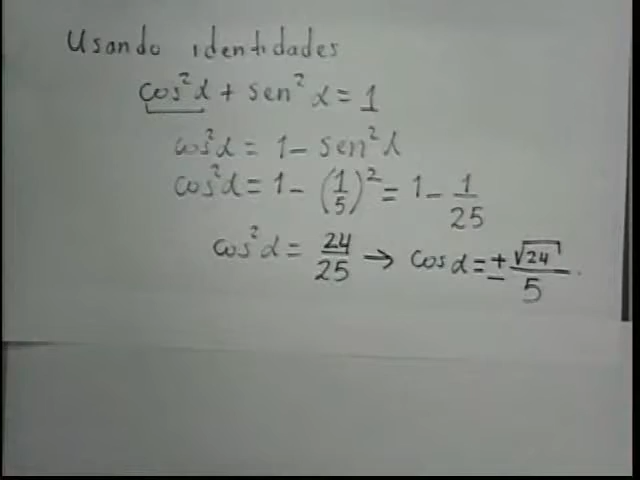 Usando identidades
cos²α + sen²α = 1
cos²α = 1 - sen²α
cos²α = 1 - (1/5)² = 1 - 1/25
cos²α = 24/25 → cosα = ± √24/5.